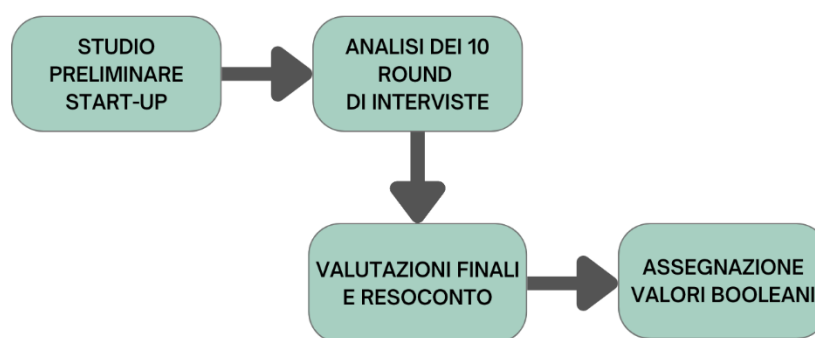 STUDIO
PRELIMINARE
START-UP
ANALISI DEI 10
ROUND
DI INTERVISTE
VALUTAZIONI FINALI
E RESOCONTO
ASSEGNAZIONE
VALORI BOOLEANI